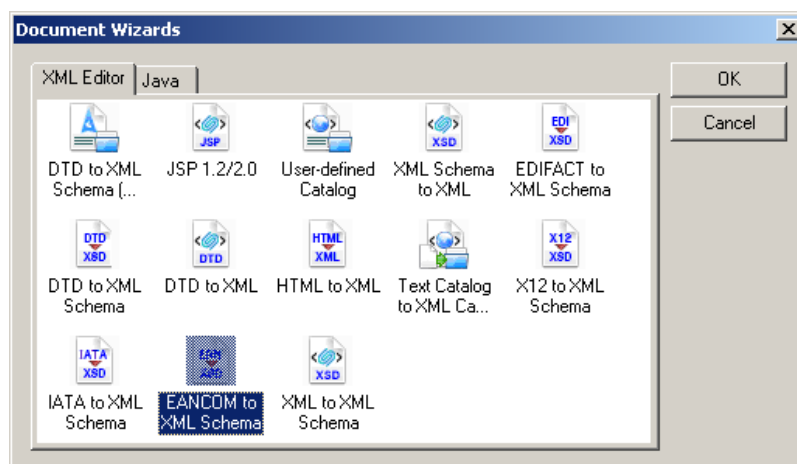 Document Wizards
XML Editor Java
OK
Cancel
JSP
XSD
EDI
XSD
DTD to XML
Schema (...
JSP 1.2/2.0
User-defined
Catalog
XML Schema
to XML
EDIFACT to
XML Schema
DTD
XSD
DTD
HTML
XML
X12
XSD
DTD to XML
Schema
DTD to XML
HTML to XML
Text Catalog
to XML Ca...
X12 to XML
Schema
IATA
XSD
EAN
XSD
XSD
IATA to XML
Schema
EANCOM to
XML Schema
XML to XML
Schema